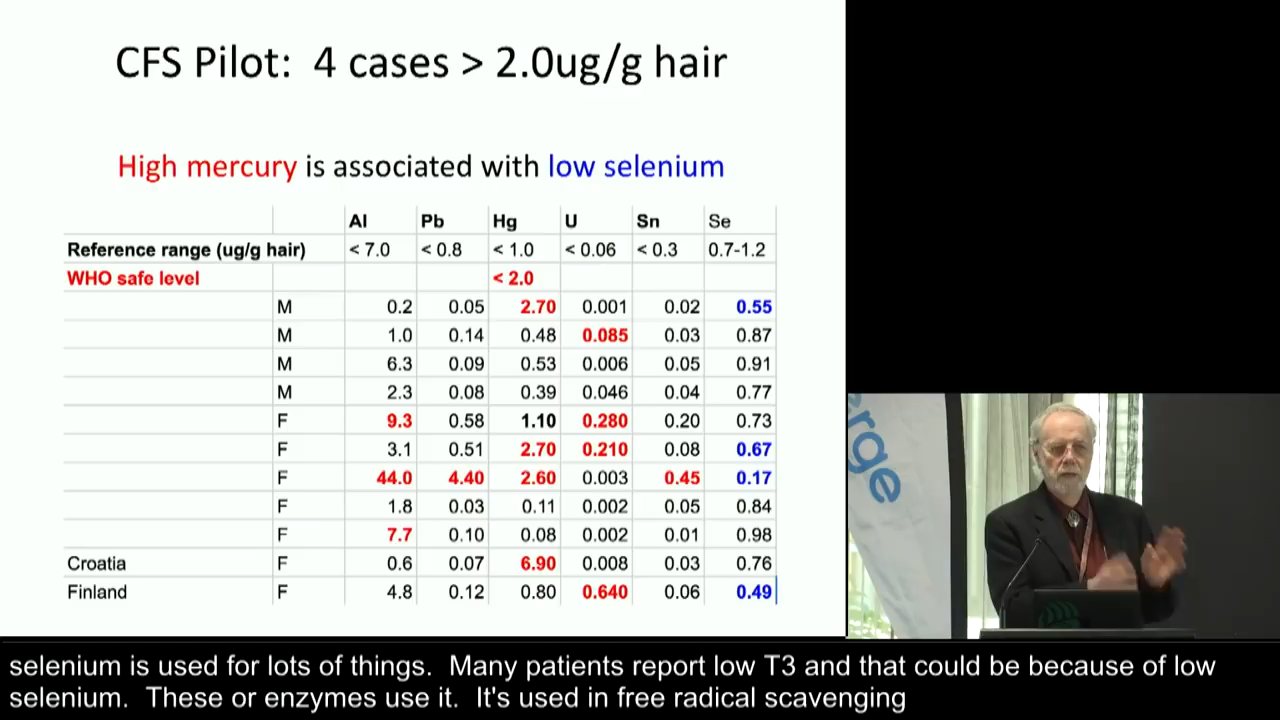 CFS Pilot: 4 cases > 2.0ug/g hair
High mercury is associated with low selenium
Al Pb Hg U Sn Se
Reference range (ug/g hair) < 7.0 < 0.8 < 1.0 < 0.06 < 0.3 0.7-1.2
WHO safe level < 2.0
M 0.2 0.05 2.70 0.001 0.02 0.55
M 1.0 0.14 0.48 0.085 0.03 0.87
M 6.3 0.09 0.53 0.006 0.05 0.91
M 2.3 0.08 0.39 0.046 0.04 0.77
F 9.3 0.58 1.10 0.280 0.20 0.73
F 3.1 0.51 2.70 0.210 0.08 0.67
F 44.0 4.40 2.60 0.003 0.45 0.17
F 1.8 0.03 0.11 0.002 0.05 0.84
F 7.7 0.10 0.08 0.002 0.01 0.98
Croatia F 0.6 0.07 6.90 0.008 0.03 0.76
Finland F 4.8 0.12 0.80 0.640 0.06 0.49
erge
selenium is used for lots of things. Many patients report low T3 and that could be because of low
selenium. These or enzymes use it. It's used in free radical scavenging